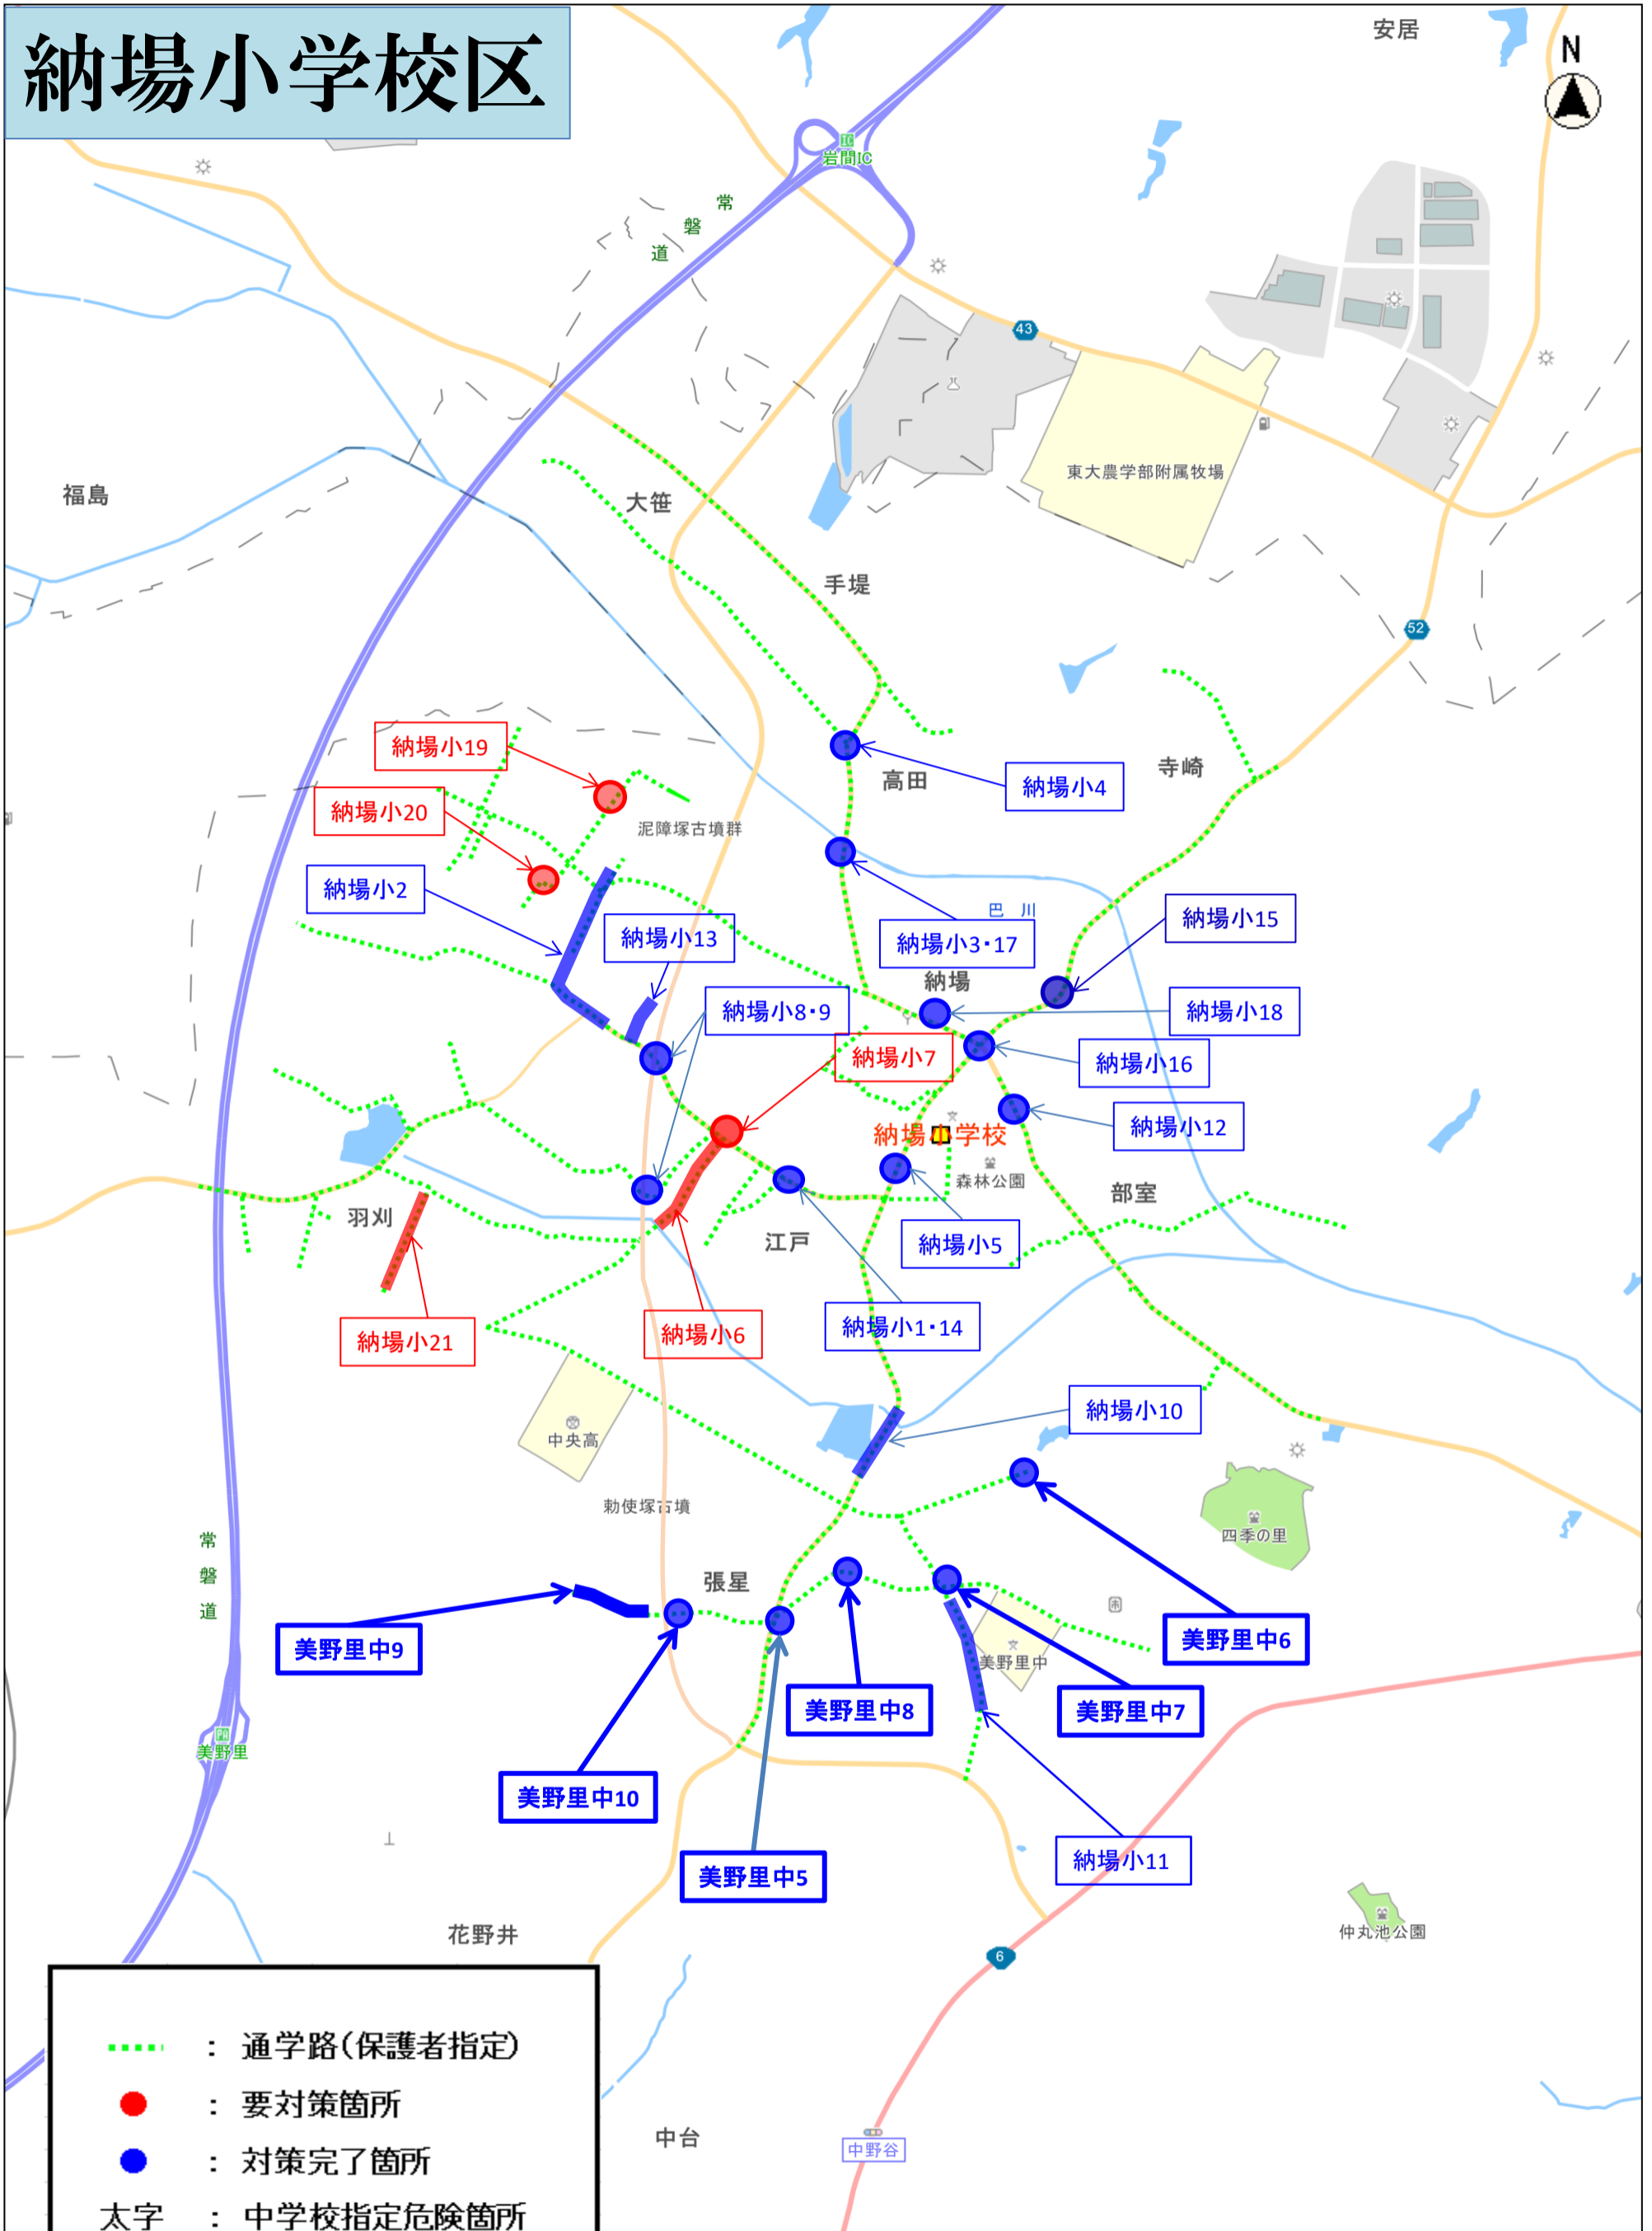 納場小学校区
安居
N
岩間IC
常
磐
道
43
東大農学部附属牧場
福島
大笹
手堤
52
納場小19
納場小4
高田
寺崎
納場小20
泥障塚古墳群
納場小2
納場小13
巴 川
納場小15
納場小3・17
納場
納場小8・9
納場小18
納場小7
納場小16
納場小12
納場小学校
森林公園
部室
羽刈
江戸
納場小5
納場小21
納場小6
納場小1・14
納場小10
中央高
勅使塚古墳
四季の里
常
磐
道
張星
美野里中9
美野里中6
美野里中
美野里中8
美野里中7
美野里
美野里中10
納場小11
美野里中5
花野井
仲丸池公園
6
： 通学路(保護者指定)
： 要対策箇所
： 対策完了箇所
太字 ： 中学校指定危険箇所
中台
中野谷